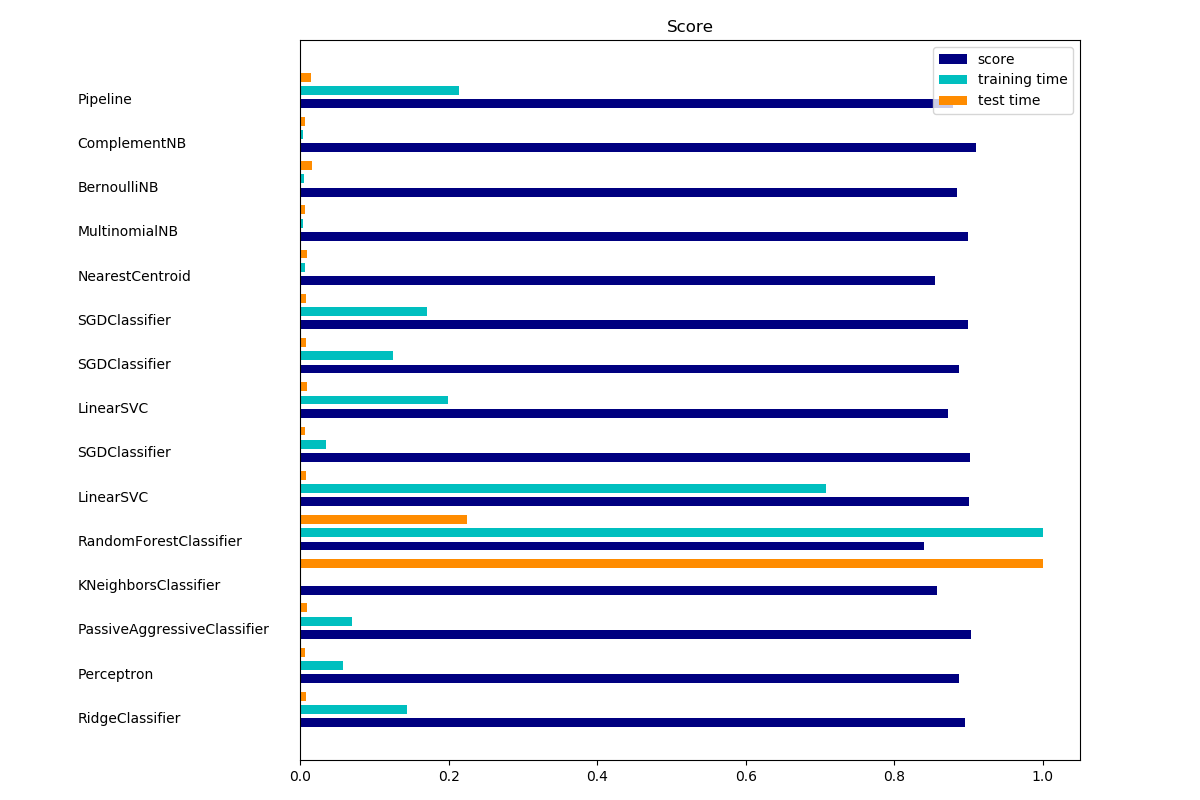 Score
score
training time
test time
Pipeline
ComplementNB
BernoulliNB
MultinomialNB
NearestCentroid
SGDClassifier
SGDClassifier
LinearSVC
SGDClassifier
LinearSVC
RandomForestClassifier
KNeighborsClassifier
PassiveAggressiveClassifier
Perceptron
RidgeClassifier
0.0 0.2 0.4 0.6 0.8 1.0